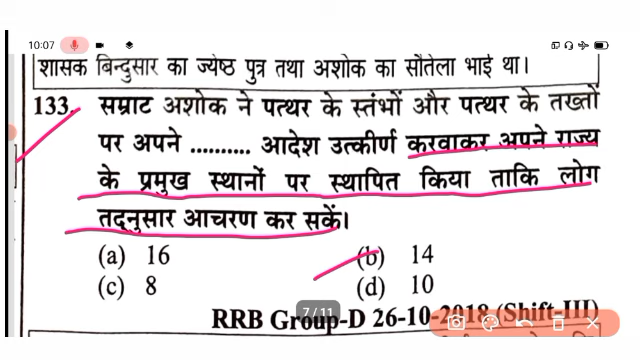 10:07
शासक बिन्दुसार का ज्येष्ठ पुत्र तथा अशोक का सौतेला भाई था।
133. सम्राट अशोक ने पत्थर के स्तंभों और पत्थर के तख्तों
पर अपने .......... आदेश उत्कीर्ण करवाकर अपने राज्य
के प्रमुख स्थानों पर स्थापित किया ताकि लोग
तद्नुसार आचरण कर सकें।
(a) 16 (b) 14
(c) 8 (d) 10
7/11
RRB Group-D 26-10-2018 (Shift-III)